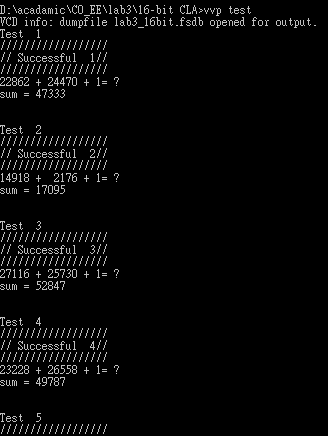 D:\acadamic\CO_EE\lab3\16-bit CLA>vvp test
VCD info: dumpfile lab3_16bit.fsdb opened for output.
Test  1
///////////////////
// Successful  1//
///////////////////
22862 + 24470 + 1= ?
sum = 47333
Test  2
///////////////////
// Successful  2//
///////////////////
14918 +  2176 + 1= ?
sum = 17095
Test  3
///////////////////
// Successful  3//
///////////////////
27116 + 25730 + 1= ?
sum = 52847
Test  4
///////////////////
// Successful  4//
///////////////////
23228 + 26558 + 1= ?
sum = 49787
Test  5
///////////////////